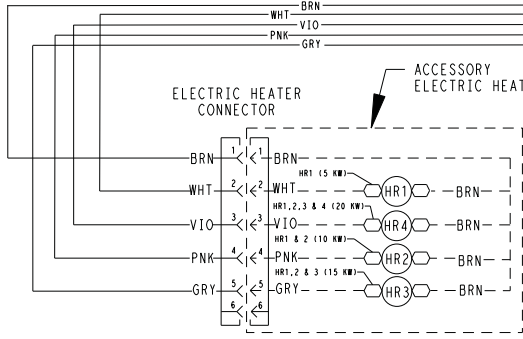 BRN
WHT
VIO
PNK
GRY
ACCESSORY
ELECTRIC HEAT
ELECTRIC HEATER
CONNECTOR
BRN 1 1 BRN
HR1 (5 KW)
WHT 2 2 WHT HR1 BRN
HR1,2,3 & 4 (20 KW)
VIO 3 3 VIO HR4 BRN
HR1 & 2 (10 KW)
PNK 4 4 PNK HR2 BRN
HR1,2 & 3 (15 KW)
GRY 5 5 GRY HR3 BRN
6 6